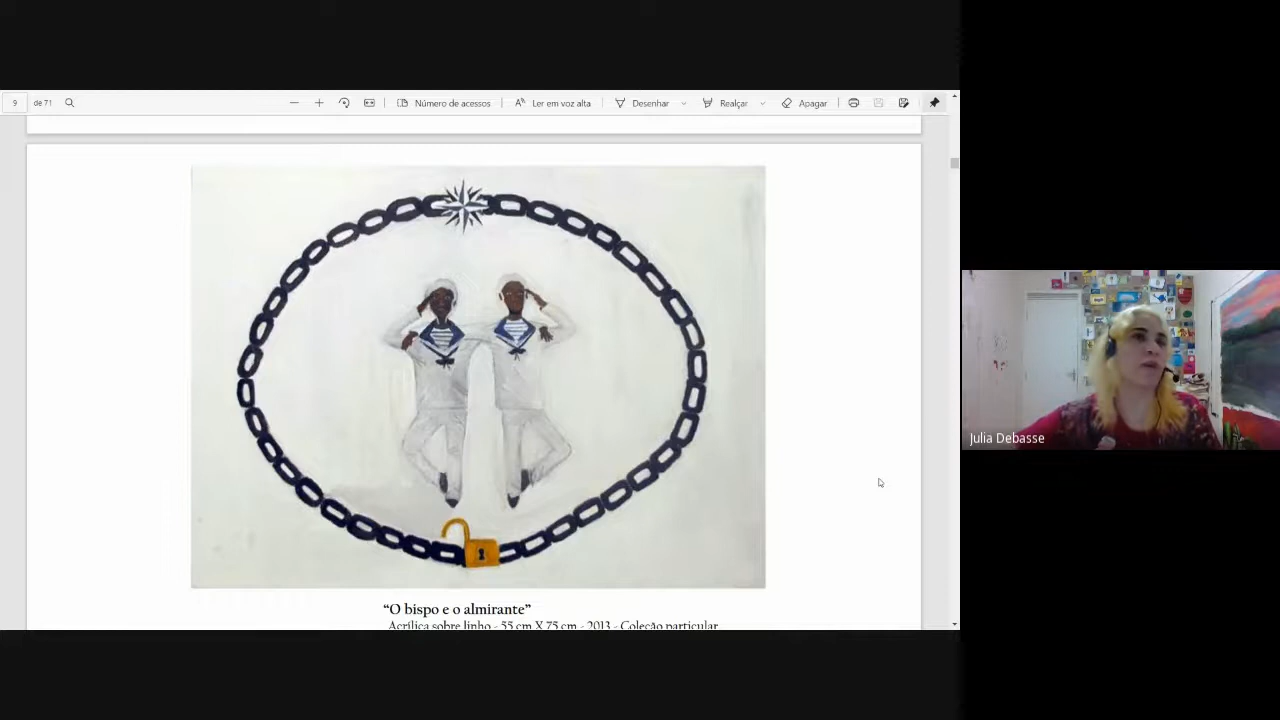 9 de 71 Número de acessos Ler em voz alta Desenhar Realçar Apagar
Julia Debasse
“O bispo e o almirante”
Acrílica sobre linho - 55 cm X 75 cm - 2013 - Coleção particular